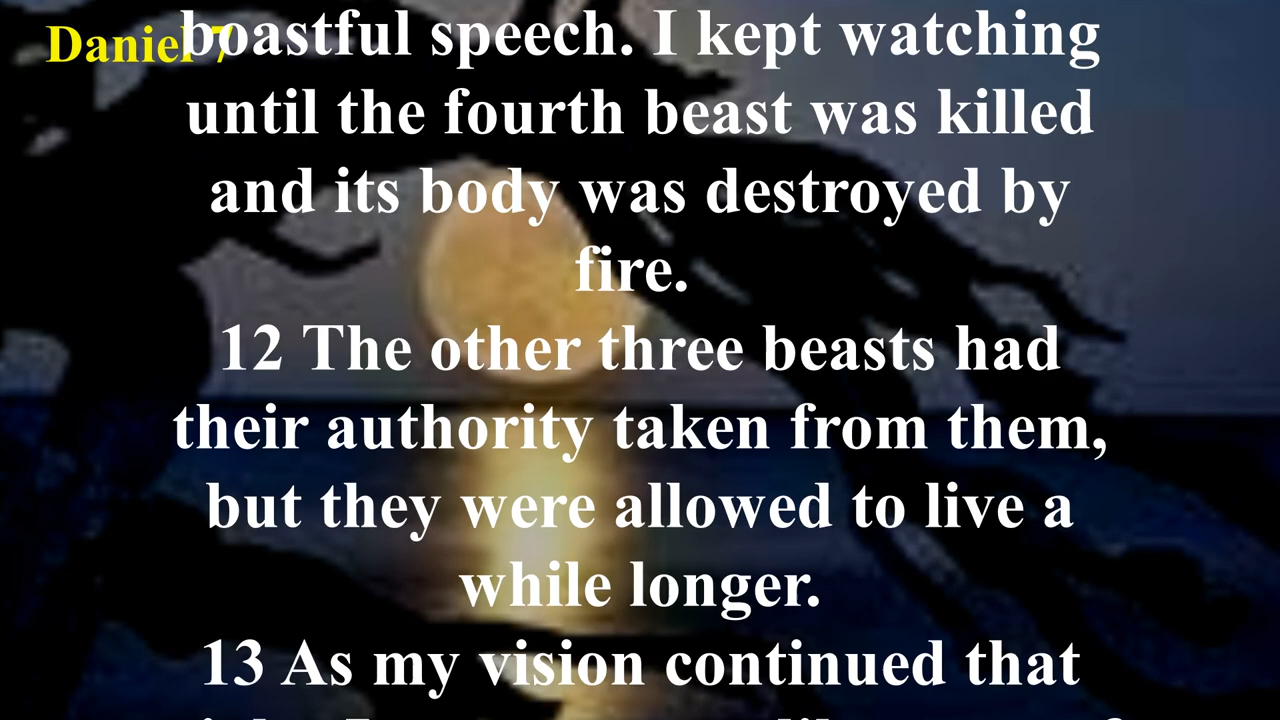 Daniel 7
boastful speech. I kept watching
until the fourth beast was killed
and its body was destroyed by
fire.
12 The other three beasts had
their authority taken from them,
but they were allowed to live a
while longer.
13 As my vision continued that